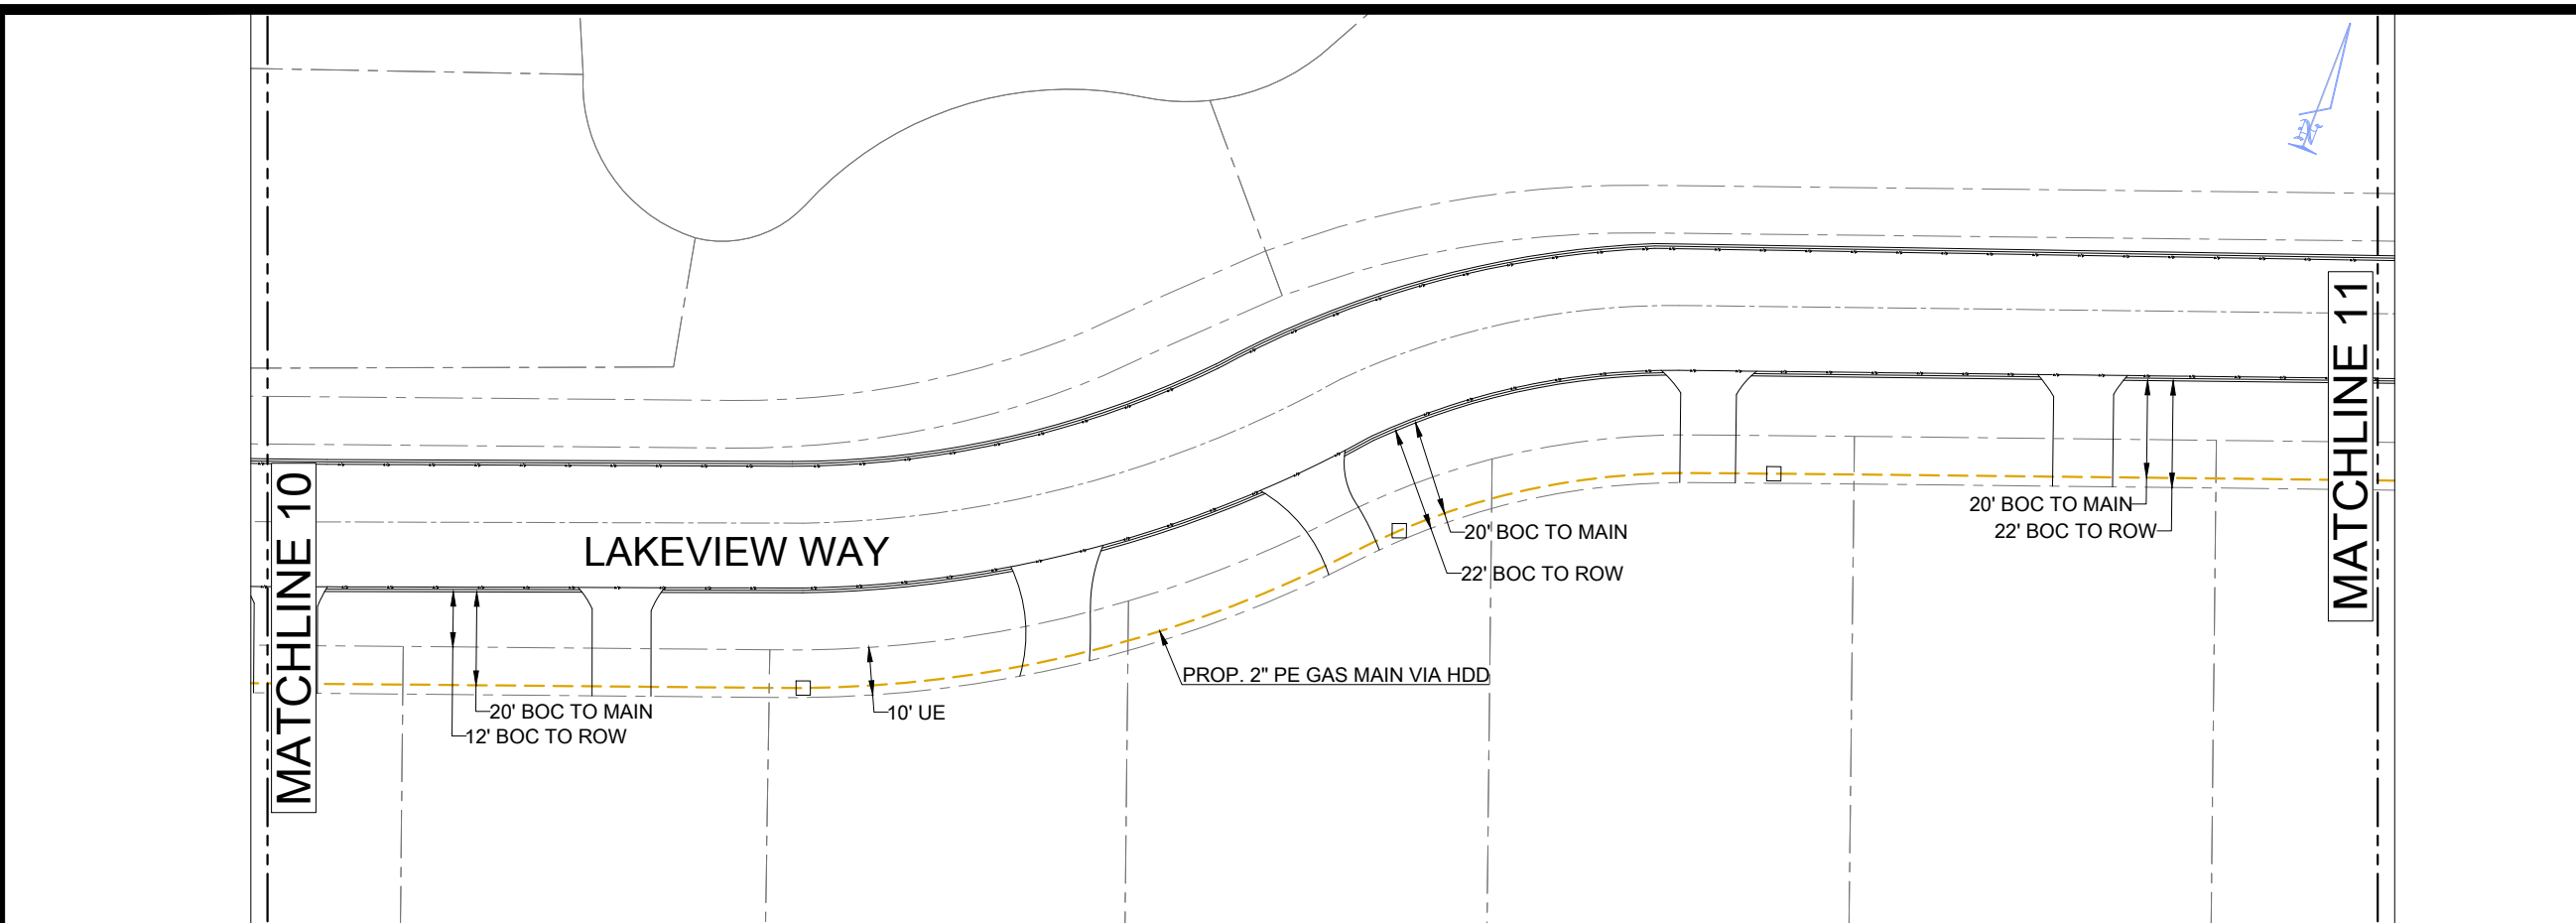 MATCHLINE 10
LAKEVIEW WAY
20' BOC TO MAIN
12' BOC TO ROW
10' UE
PROP. 2" PE GAS MAIN VIA HDD
20' BOC TO MAIN
22' BOC TO ROW
20' BOC TO MAIN
22' BOC TO ROW
MATCHLINE 11